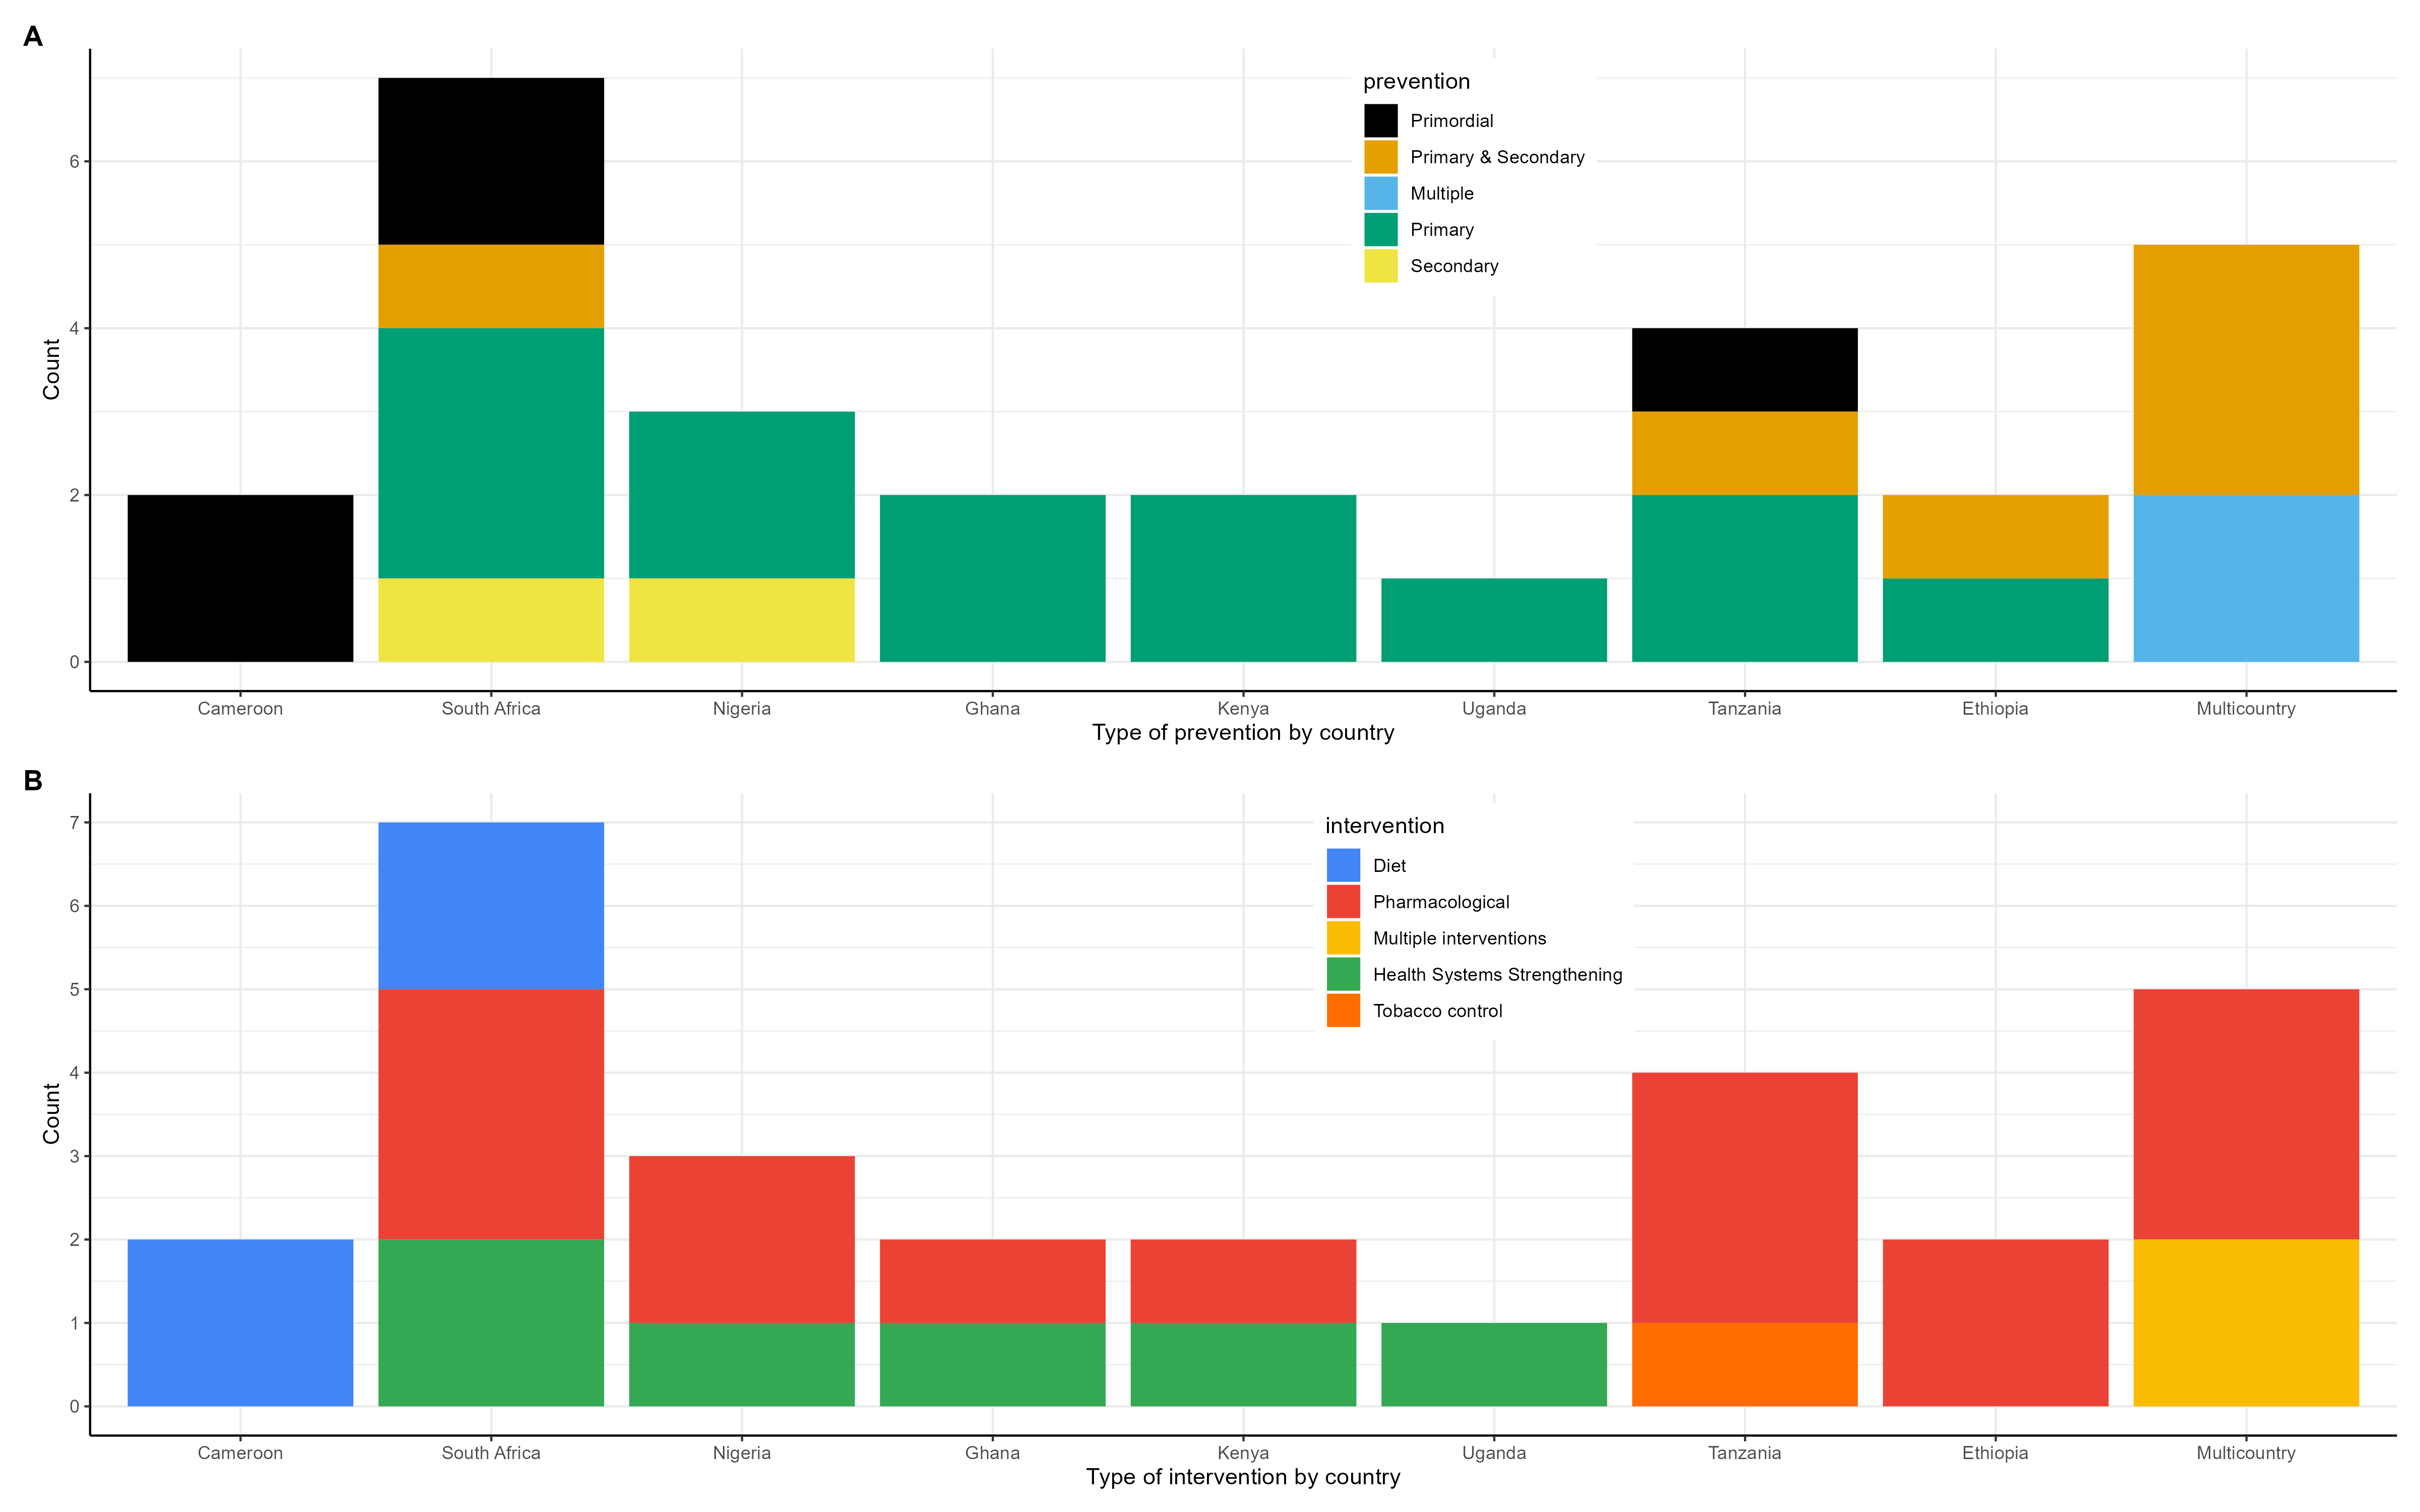 A
prevention
Primordial
Primary & Secondary
Multiple
Primary
Secondary
6
4
2
0
Count
Cameroon South Africa Nigeria Ghana Kenya Uganda Tanzania Ethiopia Multicountry
Type of prevention by country
B
intervention
Diet
Pharmacological
Multiple interventions
Health Systems Strengthening
Tobacco control
7
6
5
4
3
2
1
0
Count
Cameroon South Africa Nigeria Ghana Kenya Uganda Tanzania Ethiopia Multicountry
Type of intervention by country